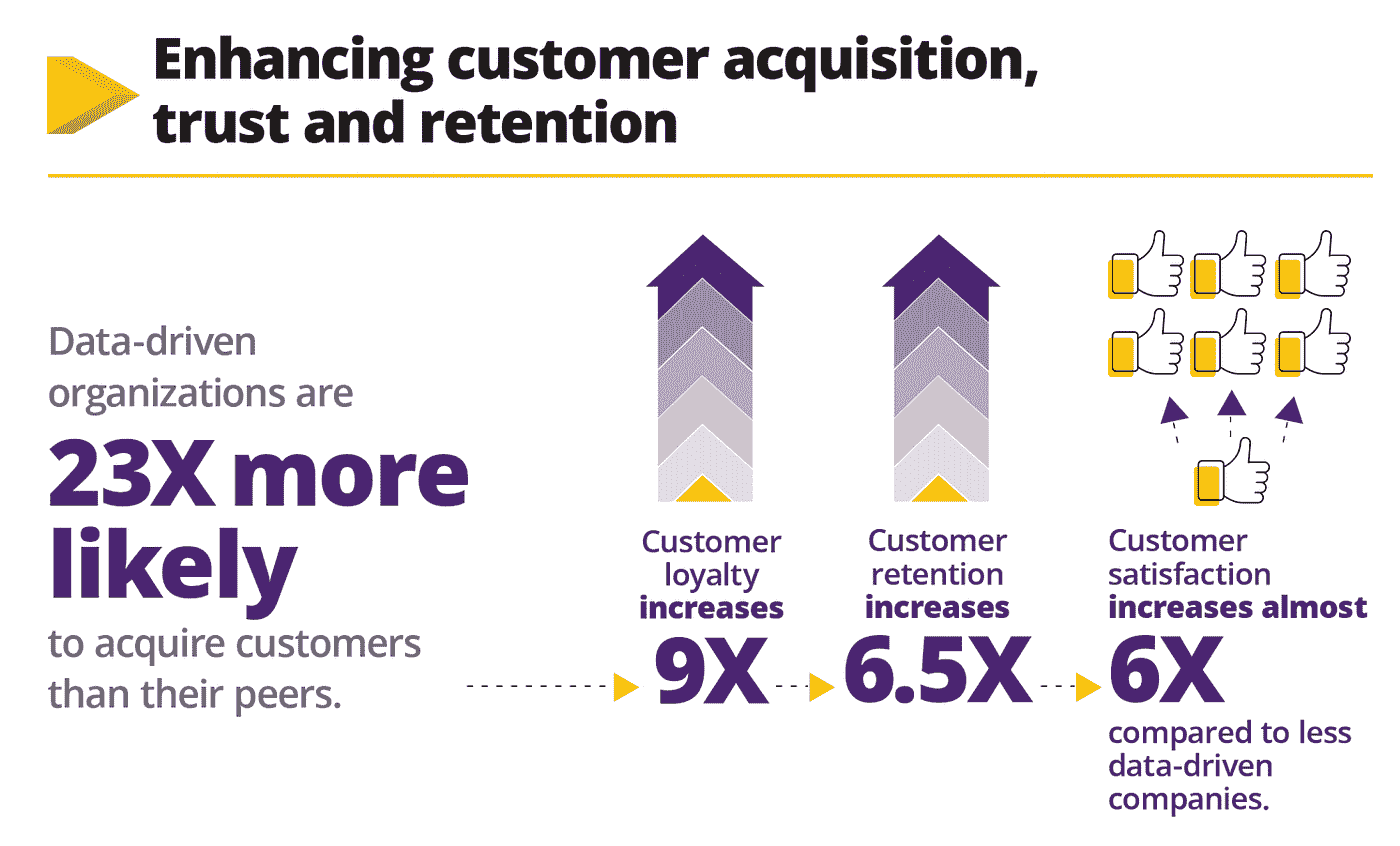 Enhancing customer acquisition,
trust and retention
Data-driven
organizations are
23X more
likely
to acquire customers
than their peers.
Customer
loyalty
increases
9X
Customer
retention
increases
6.5X
Customer
satisfaction
increases almost
6X
compared to less
data-driven
companies.